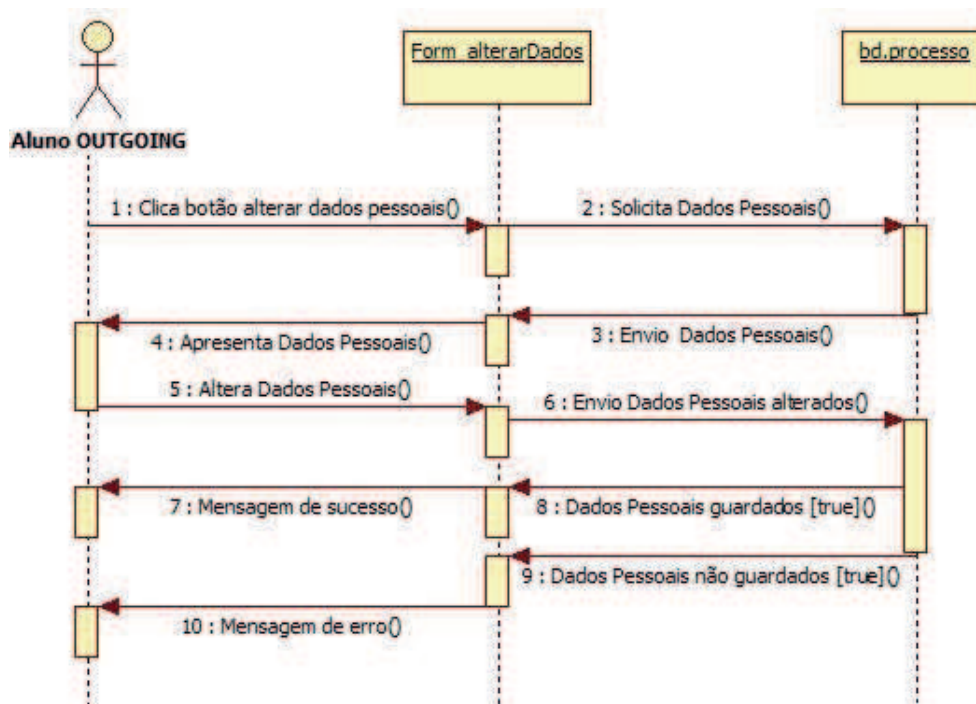 Form_alterarDados
bd.processo
Aluno OUTGOING
1 : Clica botão alterar dados pessoais()
2 : Solicita Dados Pessoais()
3 : Envio Dados Pessoais()
4 : Apresenta Dados Pessoais()
5 : Altera Dados Pessoais()
6 : Envio Dados Pessoais alterados()
7 : Mensagem de sucesso()
8 : Dados Pessoais guardados [true]()
9 : Dados Pessoais não guardados [true]()
10 : Mensagem de erro()